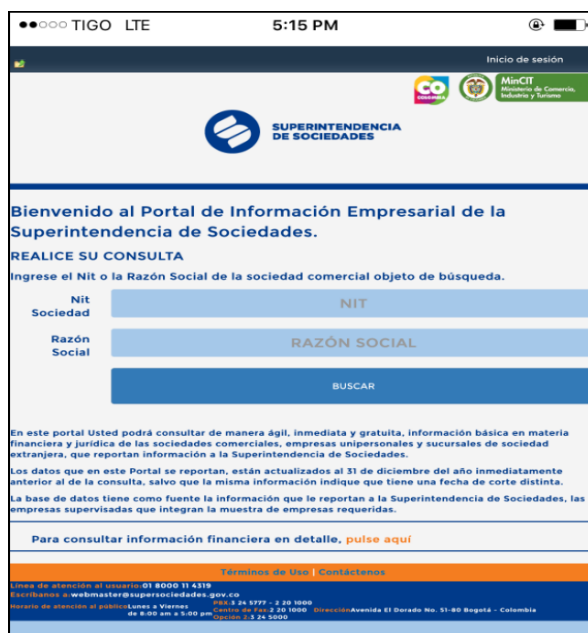 TIGO LTE 5:15 PM
Inicio de sesión
CO
COLOMBIA
MinCIT
Ministerio de Comercio,
Industria y Turismo
SUPERINTENDENCIA
DE SOCIEDADES
Bienvenido al Portal de Información Empresarial de la
Superintendencia de Sociedades.
REALICE SU CONSULTA
Ingrese el Nit o la Razón Social de la sociedad comercial objeto de búsqueda.
Nit
Sociedad
NIT
Razón
Social
RAZÓN SOCIAL
BUSCAR
En este portal Usted podrá consultar de manera ágil, inmediata y gratuita, información básica en materia
financiera y jurídica de las sociedades comerciales, empresas unipersonales y sucursales de sociedad
extranjera, que reportan información a la Superintendencia de Sociedades.
Los datos que en este Portal se reportan, están actualizados al 31 de diciembre del año inmediatamente
anterior al de la consulta, salvo que la misma información indique que tiene una fecha de corte distinta.
La base de datos tiene como fuente la información que le reportan a la Superintendencia de Sociedades, las
empresas supervisadas que integran la muestra de empresas requeridas.
Para consultar información financiera en detalle, pulse aquí
Términos de Uso | Contáctenos
Línea de atención al usuario:01 8000 11 4319
Escríbanos a:webmaster@supersociedades.gov.co
Horario de atención al público Lunes a Viernes
de 8:00 am a 5:00 pm
PBX:3 24 5777 - 2 20 1000
Centro de Fax:2 20 1000 Dirección Avenida El Dorado No. 51-80 Bogotá - Colombia
Opción 2:3 24 5000